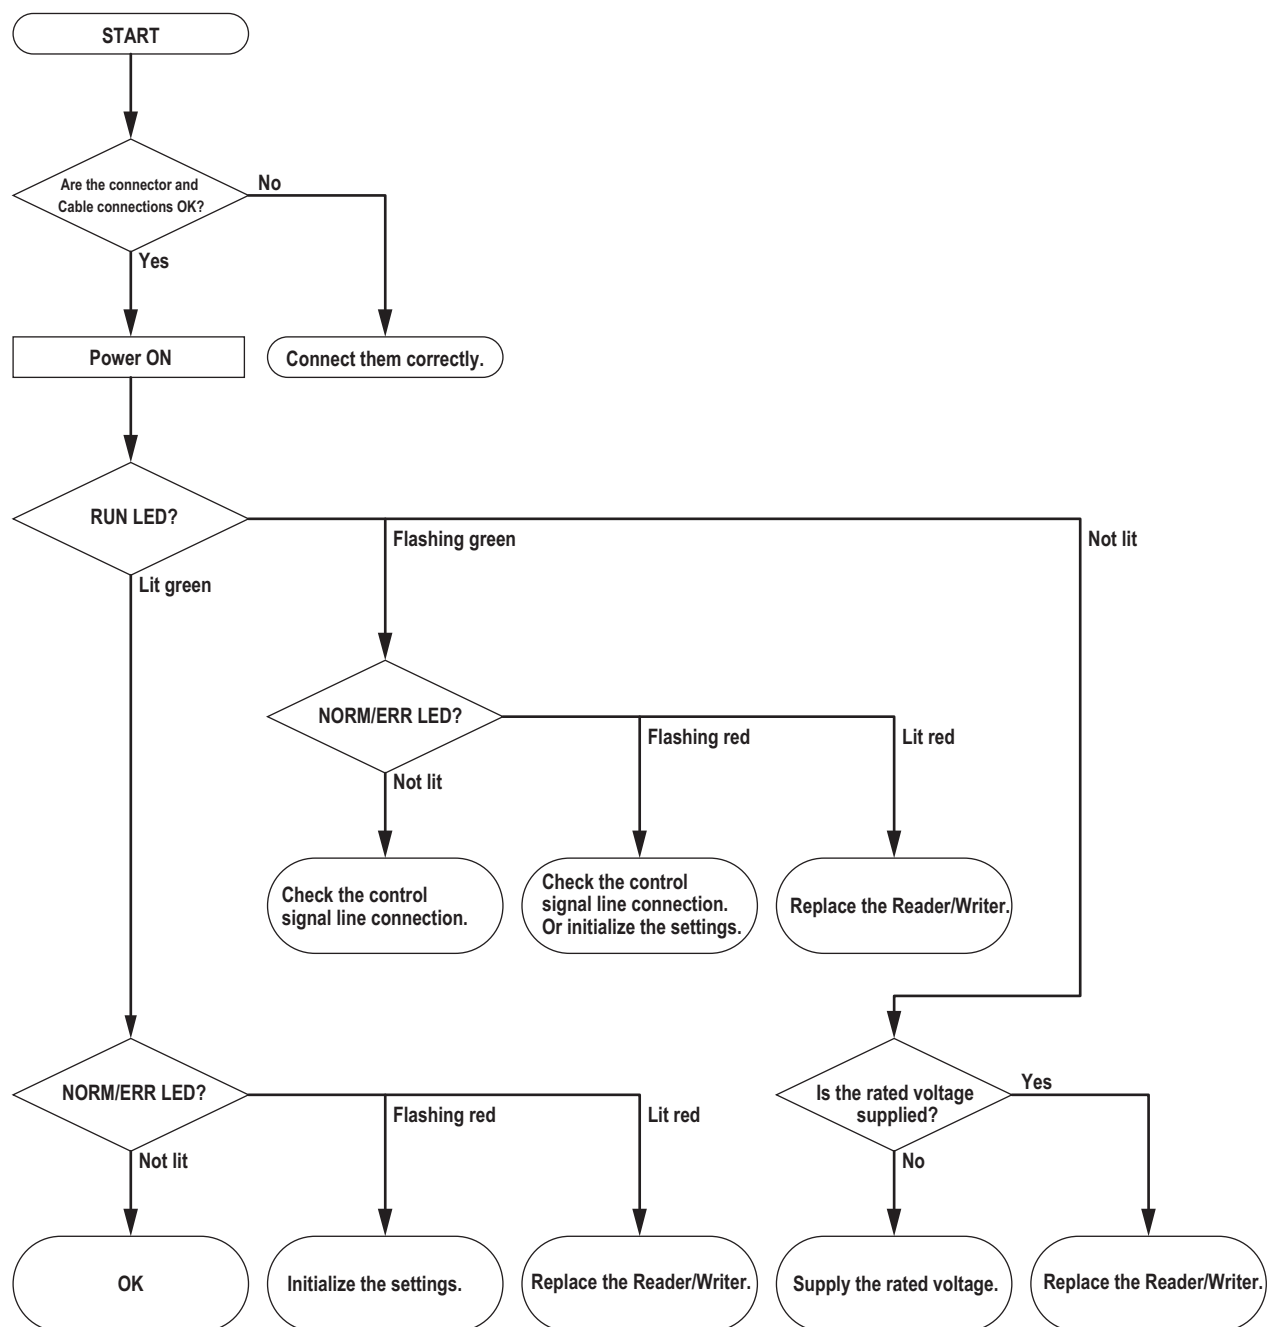 START
Are the connector and
Cable connections OK?
No
Yes
Power ON
Connect them correctly.
RUN LED?
Flashing green
Not lit
Lit green
NORM/ERR LED?
Flashing red
Lit red
Not lit
Check the control
signal line connection.
Check the control
signal line connection.
Or initialize the settings.
Replace the Reader/Writer.
NORM/ERR LED?
Flashing red
Lit red
Not lit
Is the rated voltage
supplied?
Yes
No
OK
Initialize the settings.
Replace the Reader/Writer.
Supply the rated voltage.
Replace the Reader/Writer.